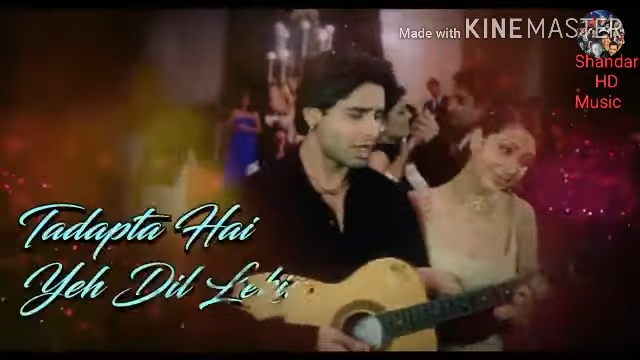 Made with KINEMASTER
Shandar
HD
Music
Tadapta Hai
Yeh Dil